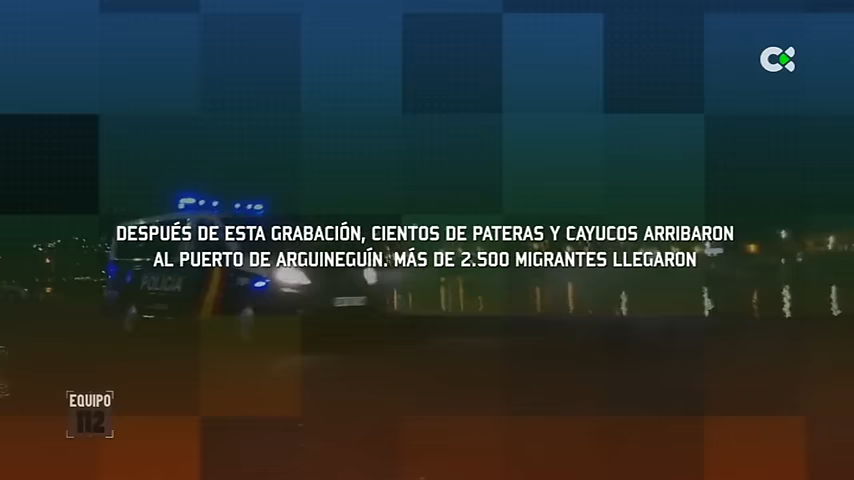 DESPUÉS DE ESTA GRABACIÓN, CIENTOS DE PATERAS Y CAYUCOS ARRIBARON
AL PUERTO DE ARGUINEGUÍN. MÁS DE 2.500 MIGRANTES LLEGARON
POLICIA
EQUIPO
112